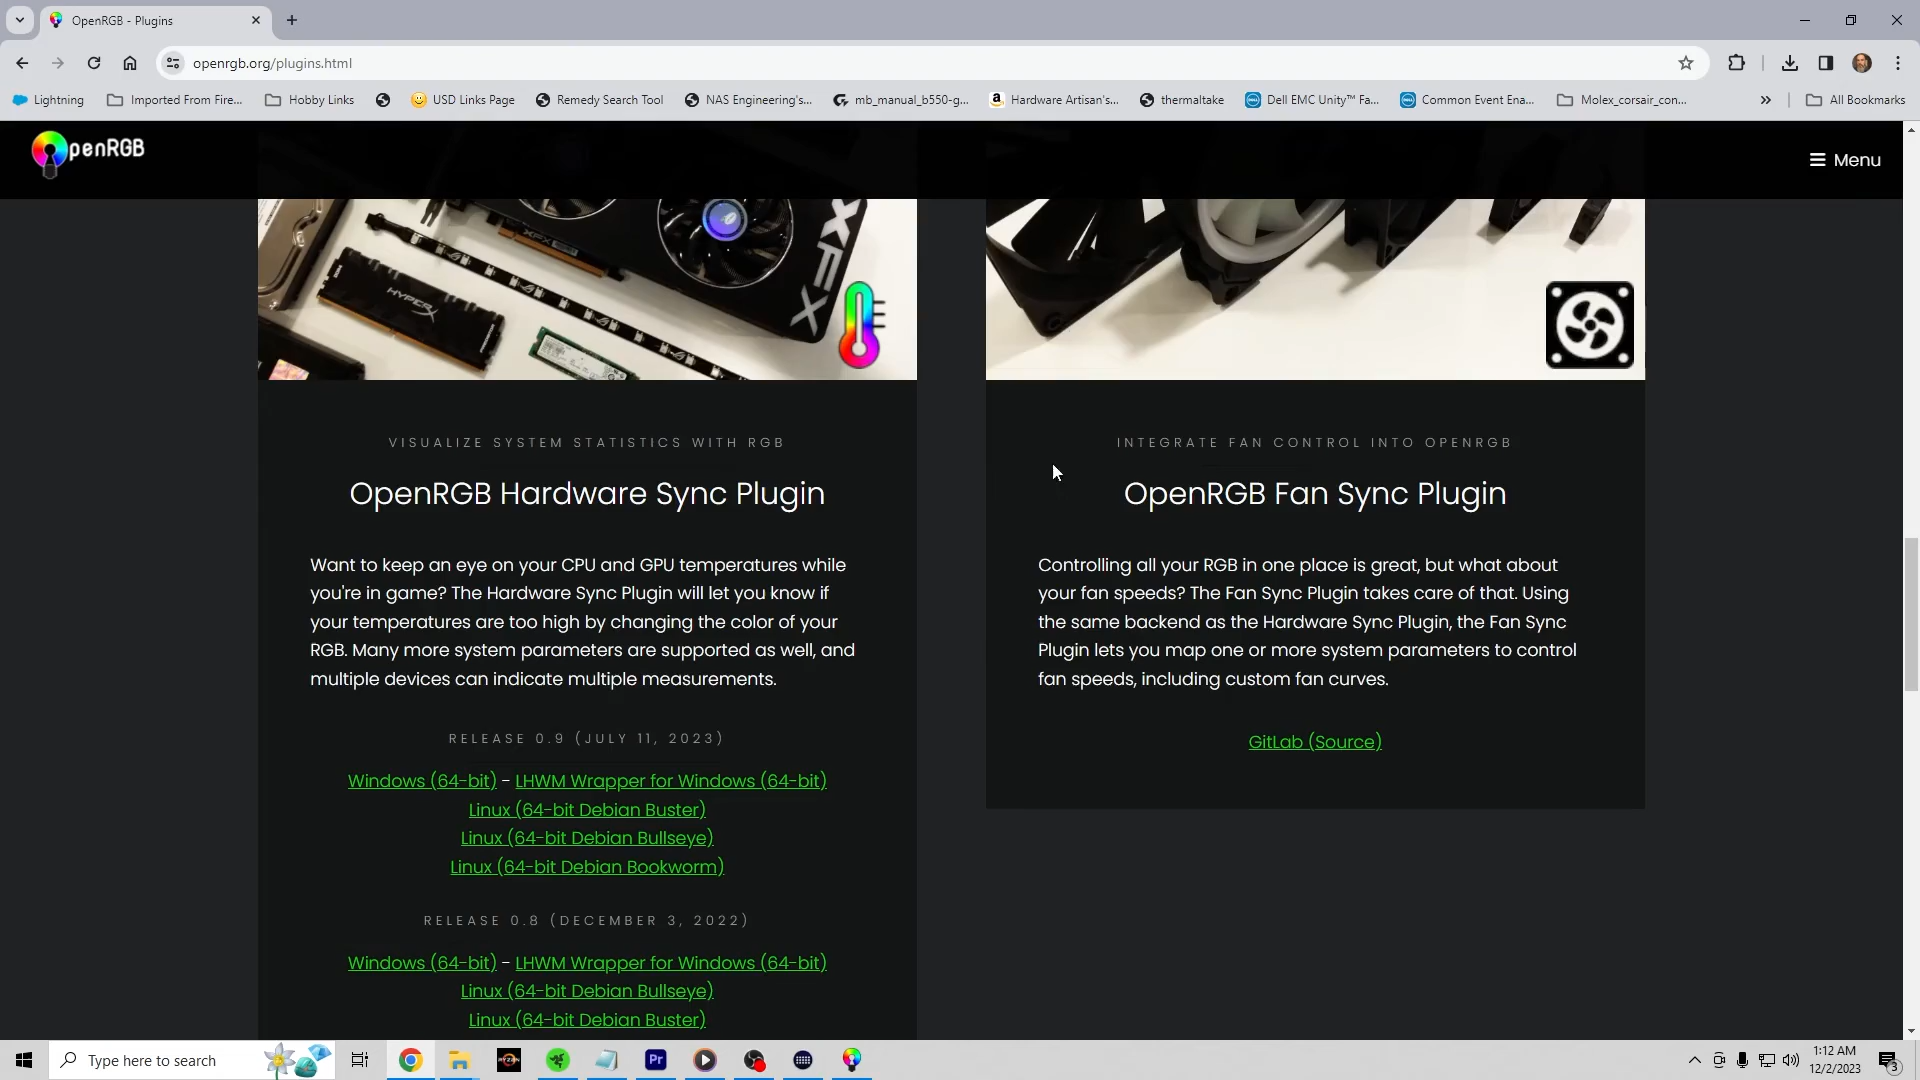 OpenRGB - Plugins
openrgb.org/plugins.html
Lightning
Imported From Fire...
Hobby Links
USD Links Page
Remedy Search Tool
NAS Engineering's...
mb_manual_b550-g...
Hardware Artisan's...
thermaltake
Dell EMC Unity™ Fa...
Common Event Ena...
Molex_corsair_con...
All Bookmarks
penRGB
Menu
XFX
XFX
HYPERX
VISUALIZE SYSTEM STATISTICS WITH RGB
OpenRGB Hardware Sync Plugin
Want to keep an eye on your CPU and GPU temperatures while
you're in game? The Hardware Sync Plugin will let you know if
your temperatures are too high by changing the color of your
RGB. Many more system parameters are supported as well, and
multiple devices can indicate multiple measurements.
RELEASE 0.9 (JULY 11, 2023)
Windows (64-bit) - LHWM Wrapper for Windows (64-bit)
Linux (64-bit Debian Buster)
Linux (64-bit Debian Bullseye)
Linux (64-bit Debian Bookworm)
RELEASE 0.8 (DECEMBER 3, 2022)
Windows (64-bit) - LHWM Wrapper for Windows (64-bit)
Linux (64-bit Debian Bullseye)
Linux (64-bit Debian Buster)
INTEGRATE FAN CONTROL INTO OPENRGB
OpenRGB Fan Sync Plugin
Controlling all your RGB in one place is great, but what about
your fan speeds? The Fan Sync Plugin takes care of that. Using
the same backend as the Hardware Sync Plugin, the Fan Sync
Plugin lets you map one or more system parameters to control
fan speeds, including custom fan curves.
GitLab (Source)
Type here to search
RYZEN
Pr
1:12 AM
12/2/2023
3